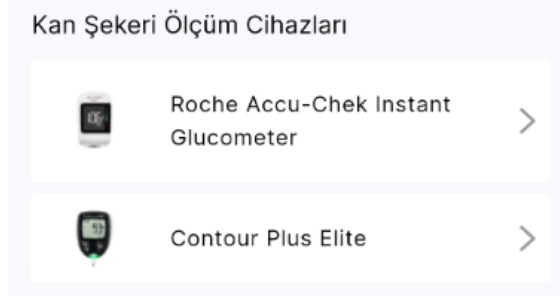 Kan Şekeri Ölçüm Cihazları
Roche Accu-Chek Instant
Glucometer
Contour Plus Elite